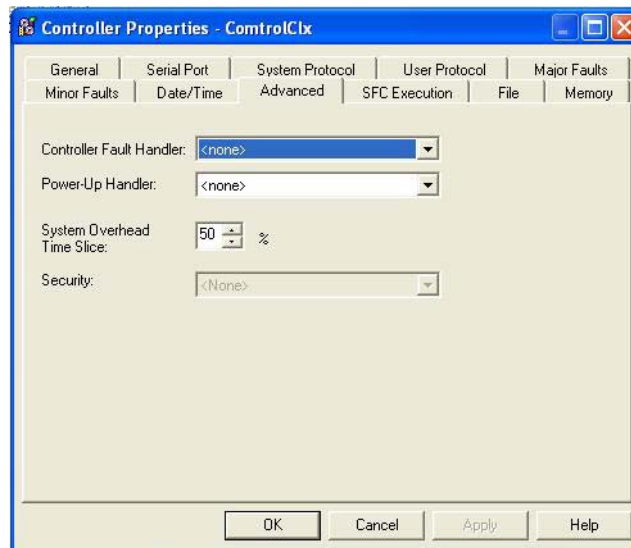 Controller Properties - ComtrolClx
General Serial Port System Protocol User Protocol Major Faults
Minor Faults Date/Time Advanced SFC Execution File Memory
Controller Fault Handler: <none>
Power-Up Handler: <none>
System Overhead
Time Slice: 50 %
Security: <None>
OK Cancel Apply Help